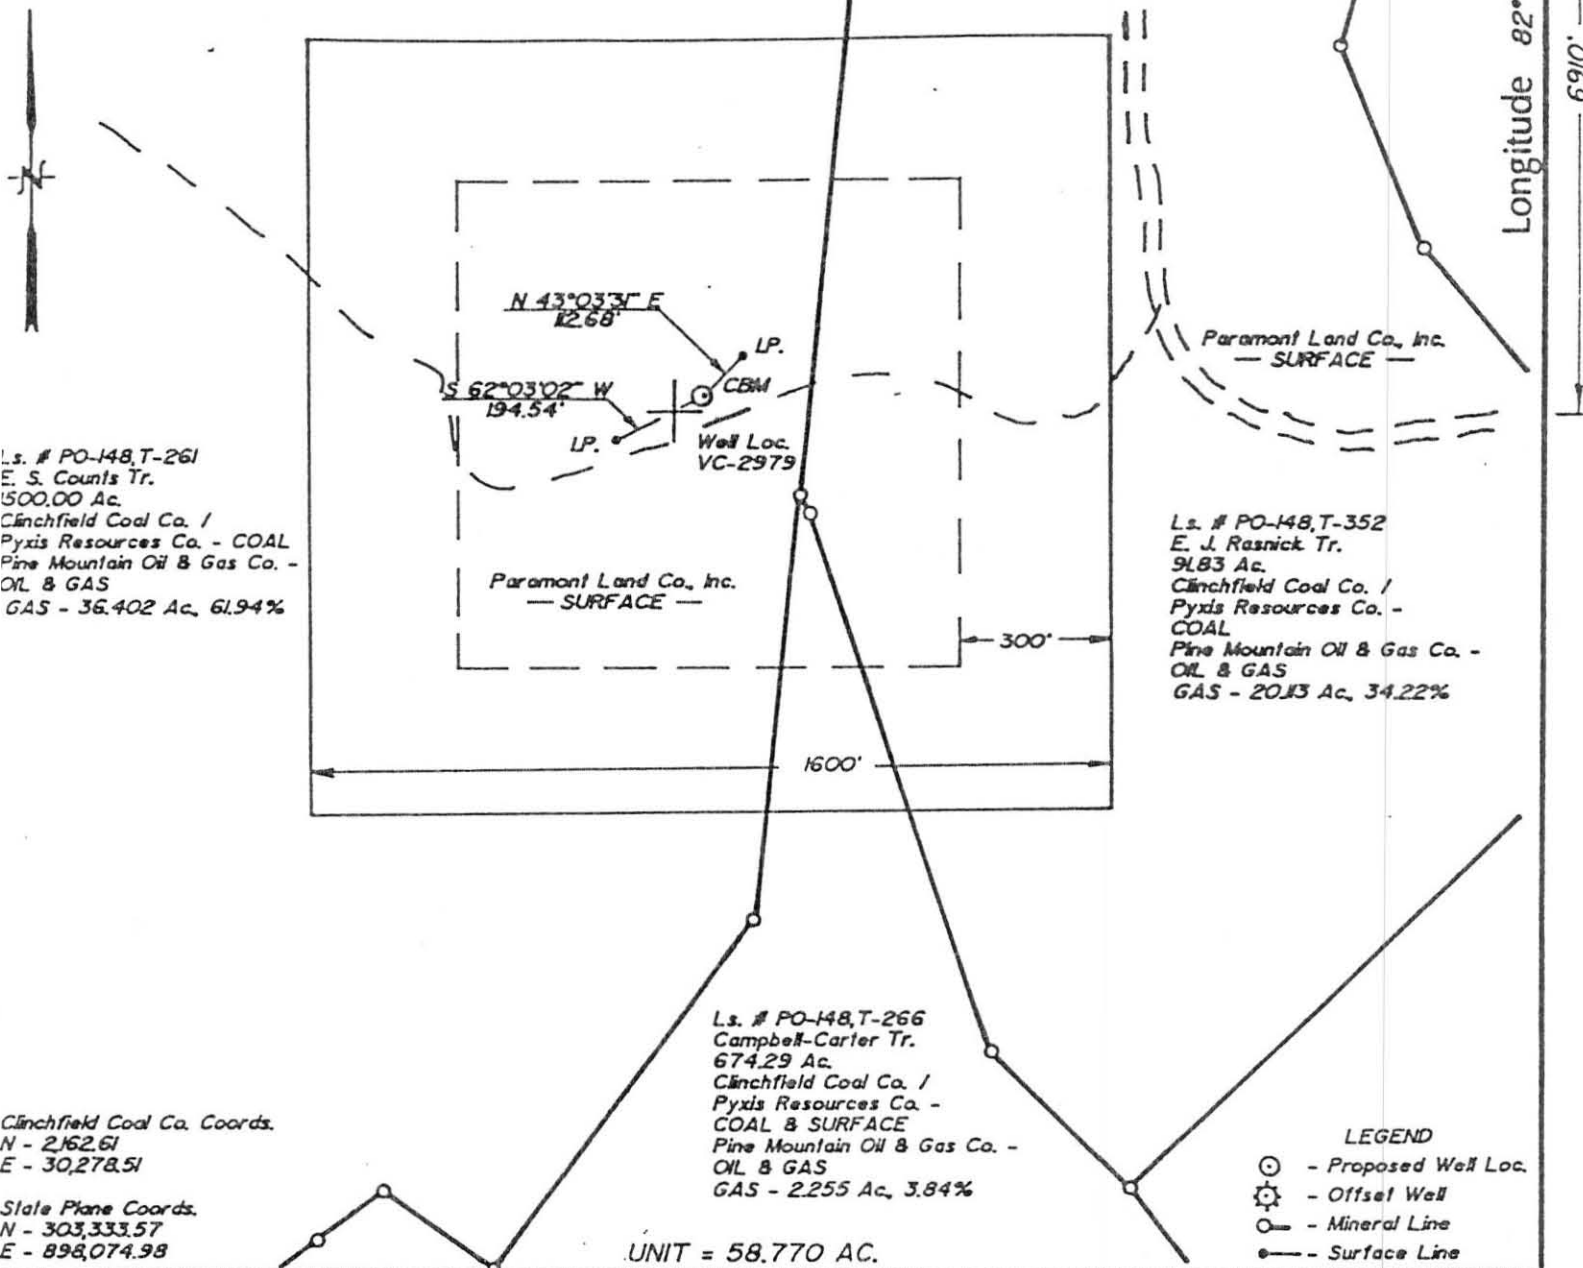 N
Longitude 82°
.0169
N 43°03'31" E
112.68'
LP.
CBM
S 62°03'02" W
194.54'
LP.
Well Loc.
VC-2979
Paramont Land Co., Inc.
— SURFACE —
Ls. # PO-148, T-261
E. S. Counts Tr.
1500.00 Ac.
Clinchfield Coal Co. /
Pyxis Resources Co. - COAL
Pine Mountain Oil & Gas Co. -
OIL & GAS
GAS - 36.402 Ac., 61.94%
Paramont Land Co., Inc.
— SURFACE —
300'
1600'
Ls. # PO-148, T-352
E. J. Rasnick Tr.
91.83 Ac.
Clinchfield Coal Co. /
Pyxis Resources Co. -
COAL
Pine Mountain Oil & Gas Co. -
OIL & GAS
GAS - 20.113 Ac., 34.22%
Ls. # PO-148, T-266
Campbell-Carter Tr.
674.29 Ac.
Clinchfield Coal Co. /
Pyxis Resources Co. -
COAL & SURFACE
Pine Mountain Oil & Gas Co. -
OIL & GAS
GAS - 2.255 Ac., 3.84%
Clinchfield Coal Co. Coords.
N - 2,162.61
E - 30,278.51
State Plane Coords.
N - 303,333.57
E - 898,074.98
UNIT = 58.770 AC.
LEGEND
- Proposed Well Loc.
- Offset Well
- Mineral Line
- Surface Line